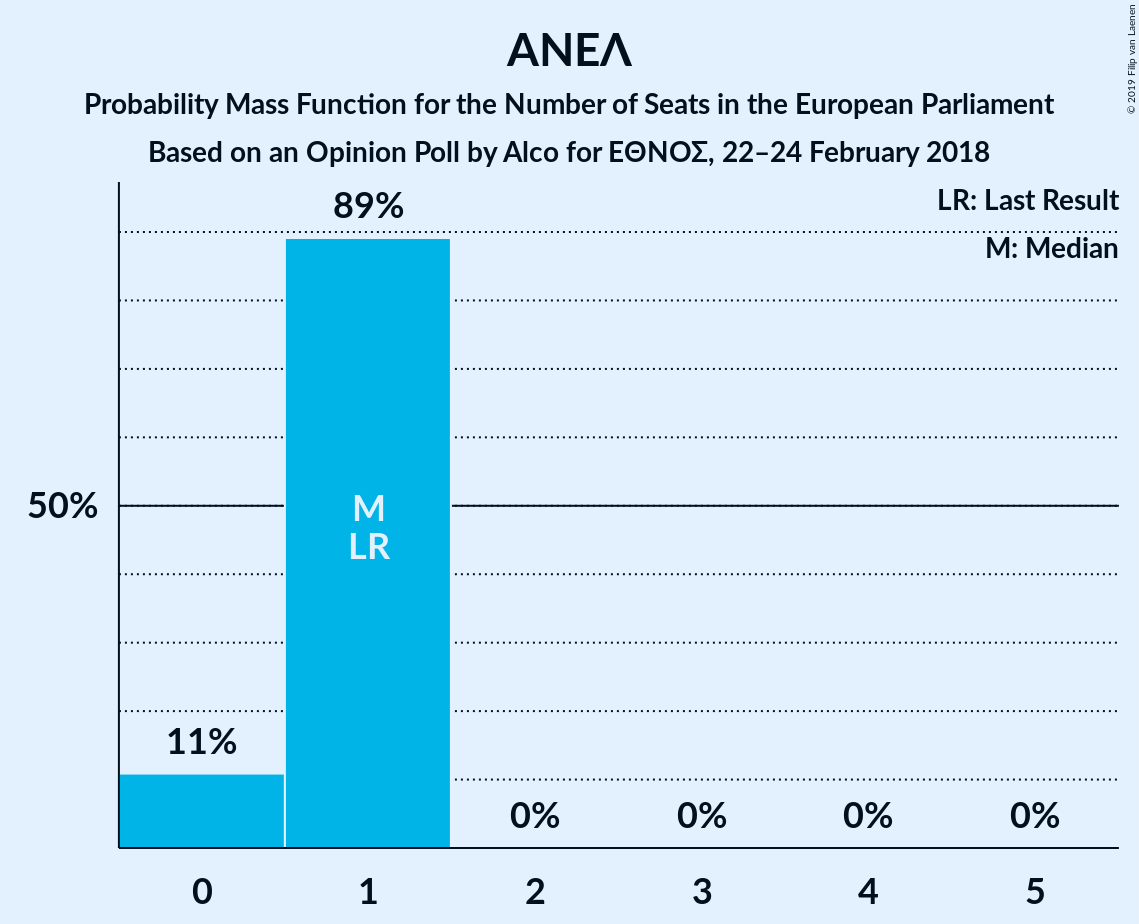 ΑΝΕΛ
Probability Mass Function for the Number of Seats in the European Parliament
Based on an Opinion Poll by Alco for ΕΘΝΟΣ, 22–24 February 2018
© 2019 Filip van Laenen
LR: Last Result
M: Median
89%
50%
M
LR
11%
0% 0% 0% 0%
0 1 2 3 4 5